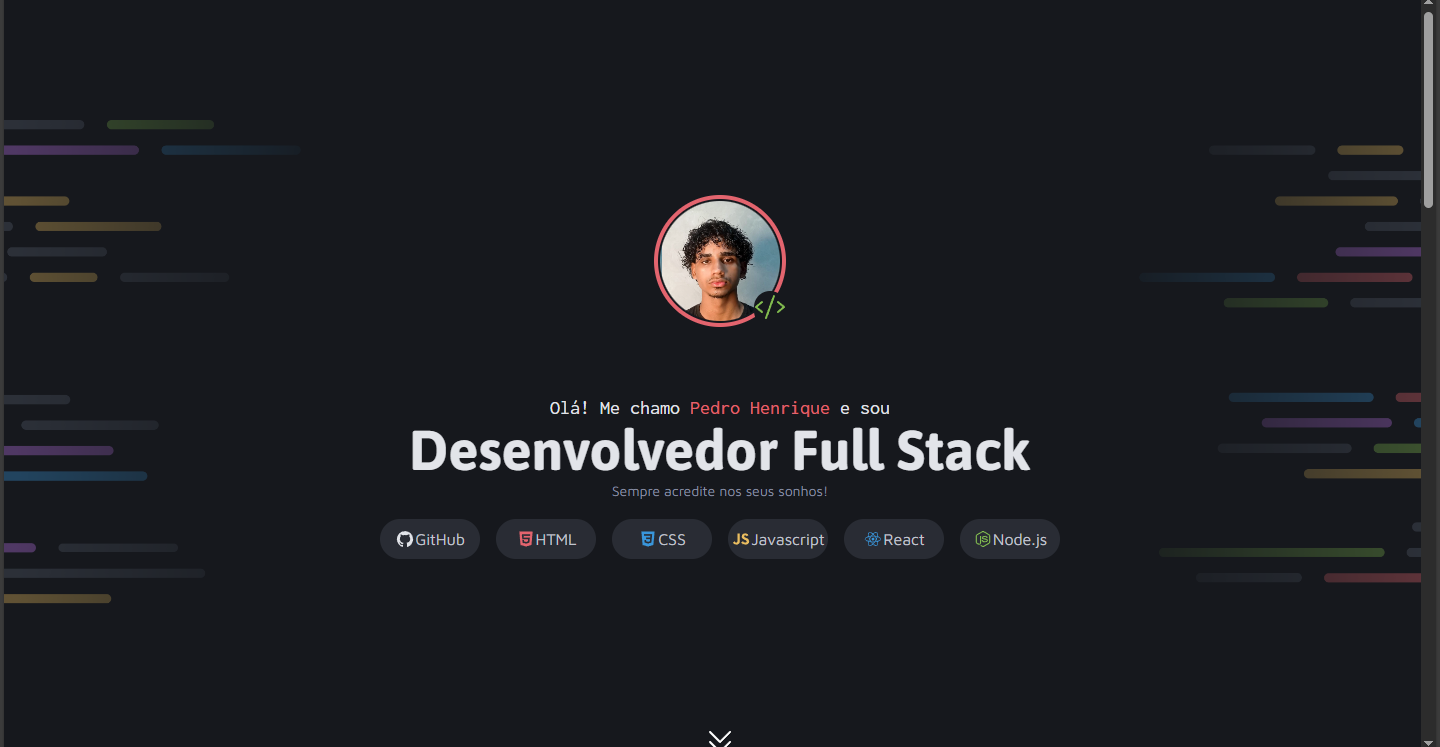 </>
Olá! Me chamo Pedro Henrique e sou
Desenvolvedor Full Stack
Sempre acredite nos seus sonhos!
GitHub HTML CSS JS Javascript React JS Node.js